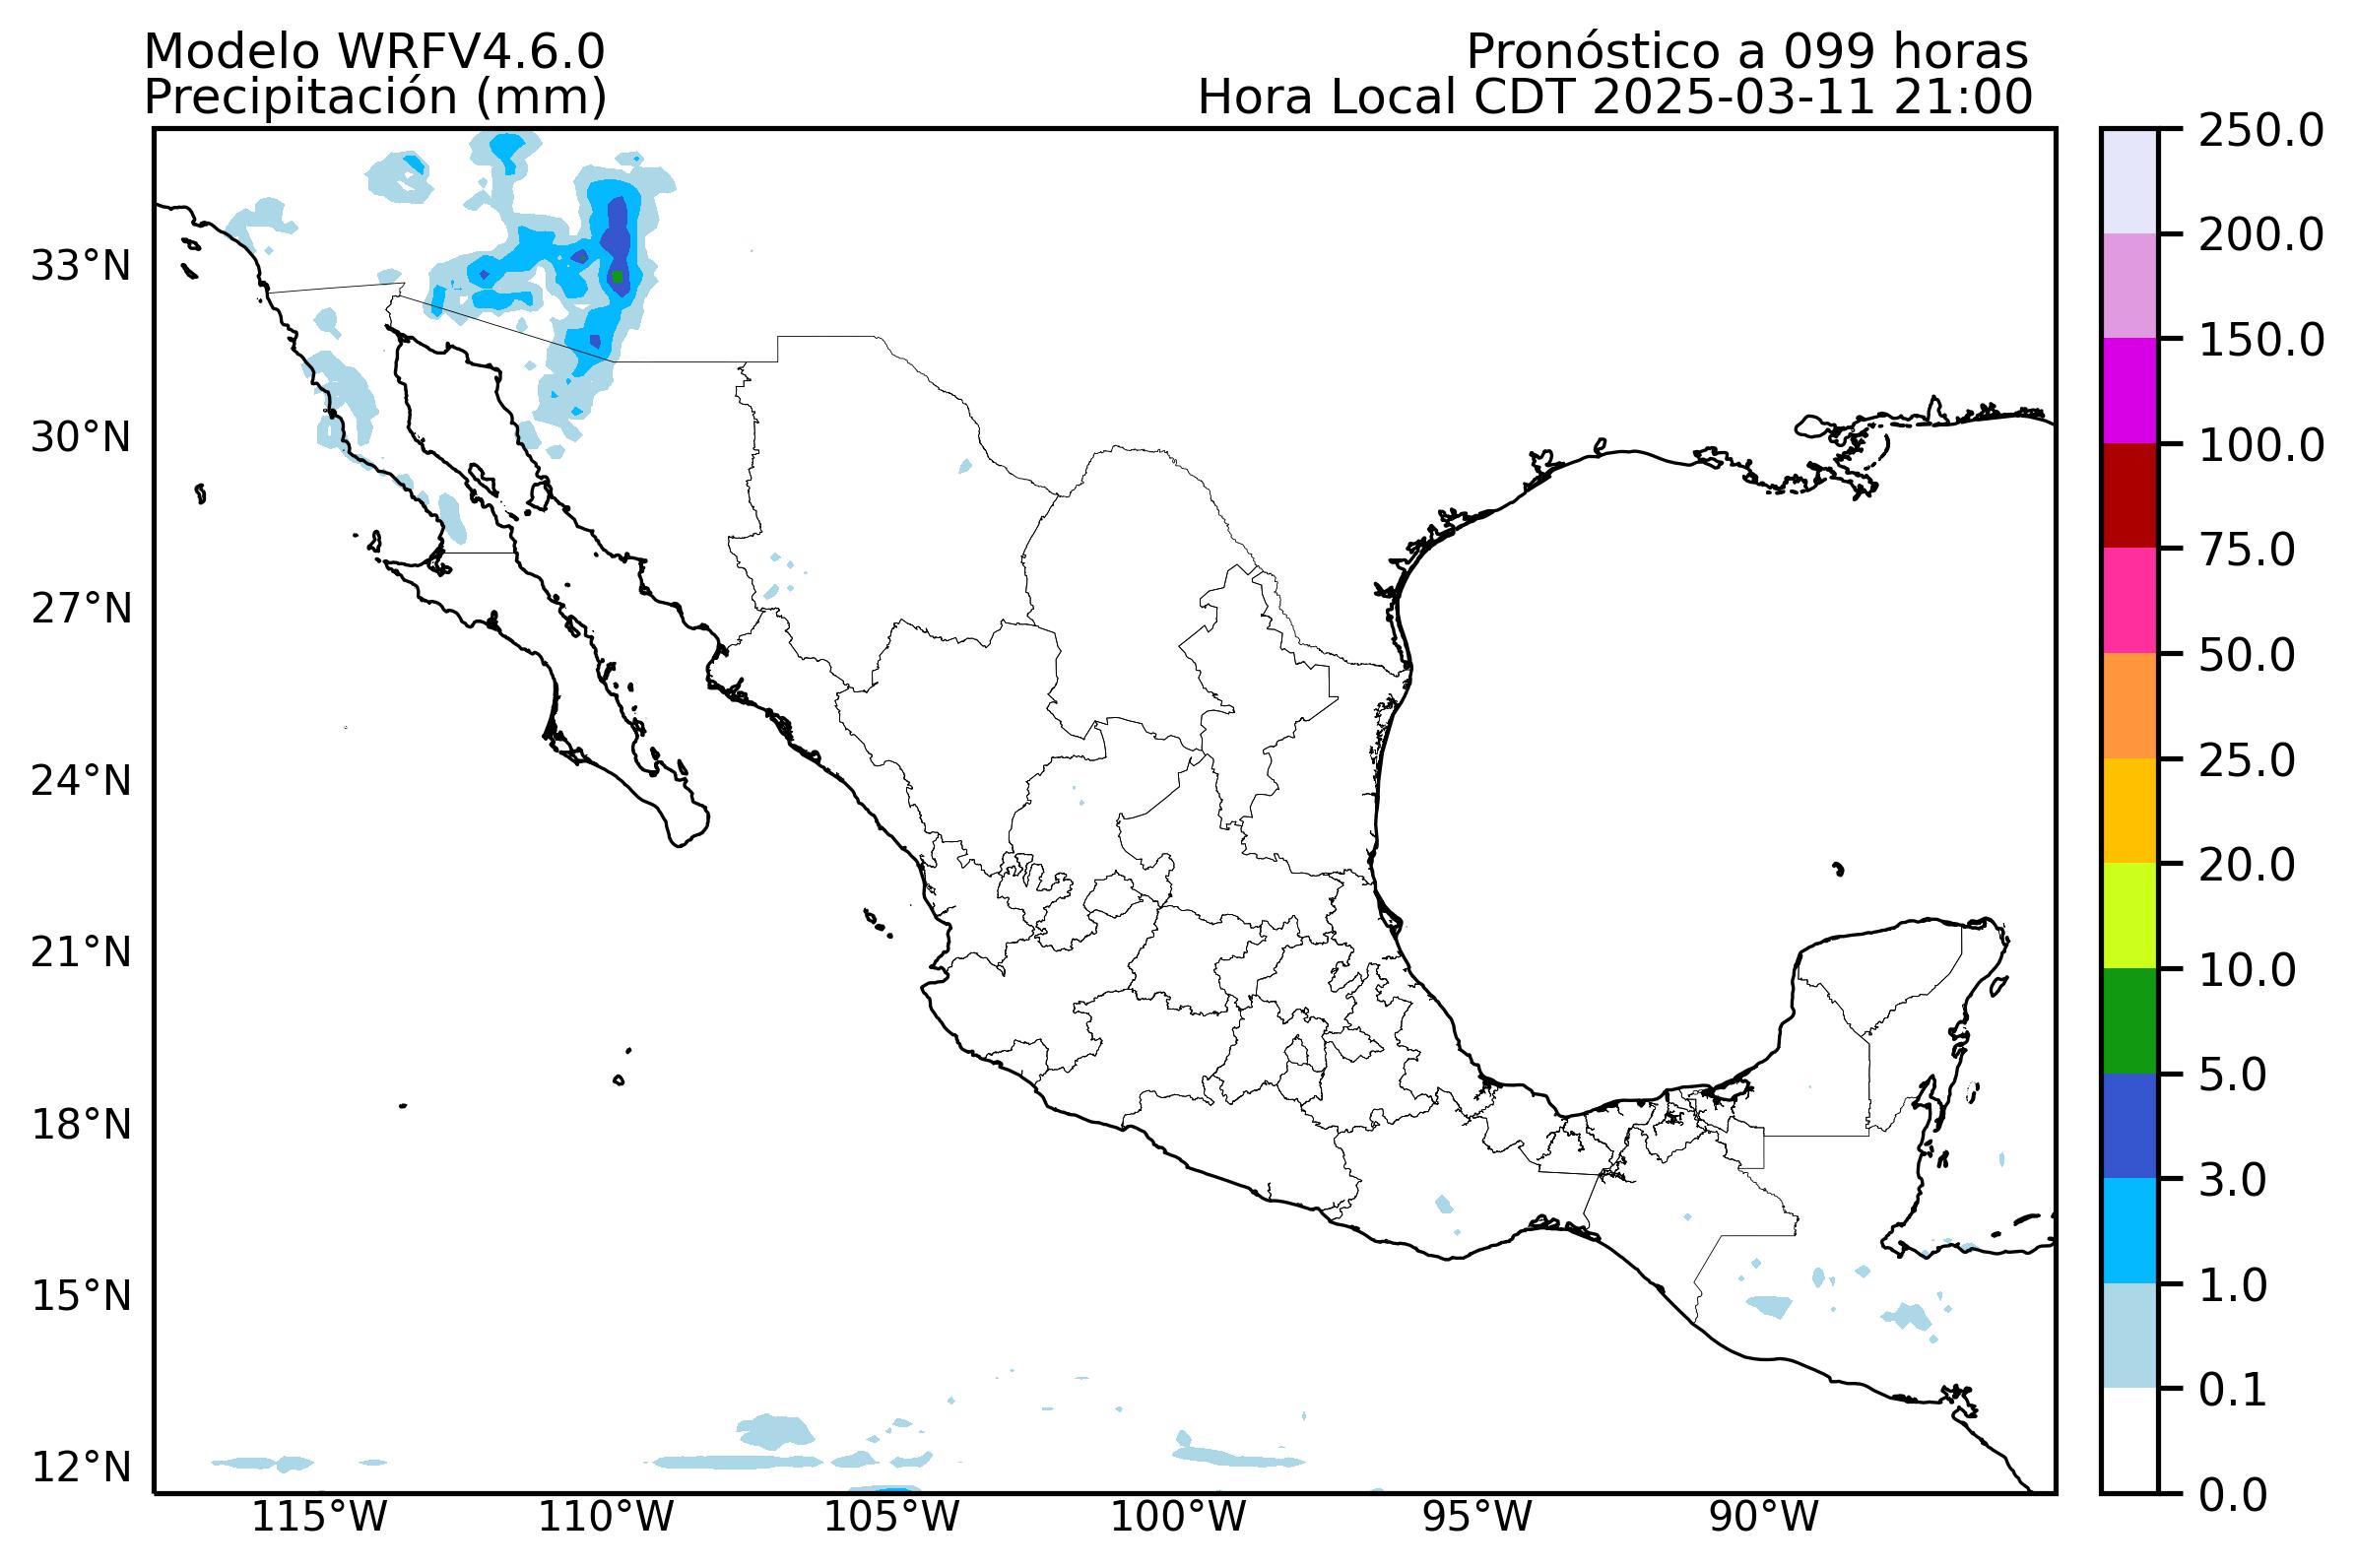 Modelo WRFV4.6.0
Pronóstico a 099 horas
Precipitación (mm)
Hora Local CDT 2025-03-11 21:00
33°N
30°N
27°N
24°N
21°N
18°N
15°N
12°N
115°W
110°W
105°W
100°W
95°W
90°W
250.0
200.0
150.0
100.0
75.0
50.0
25.0
20.0
10.0
5.0
3.0
1.0
0.1
0.0